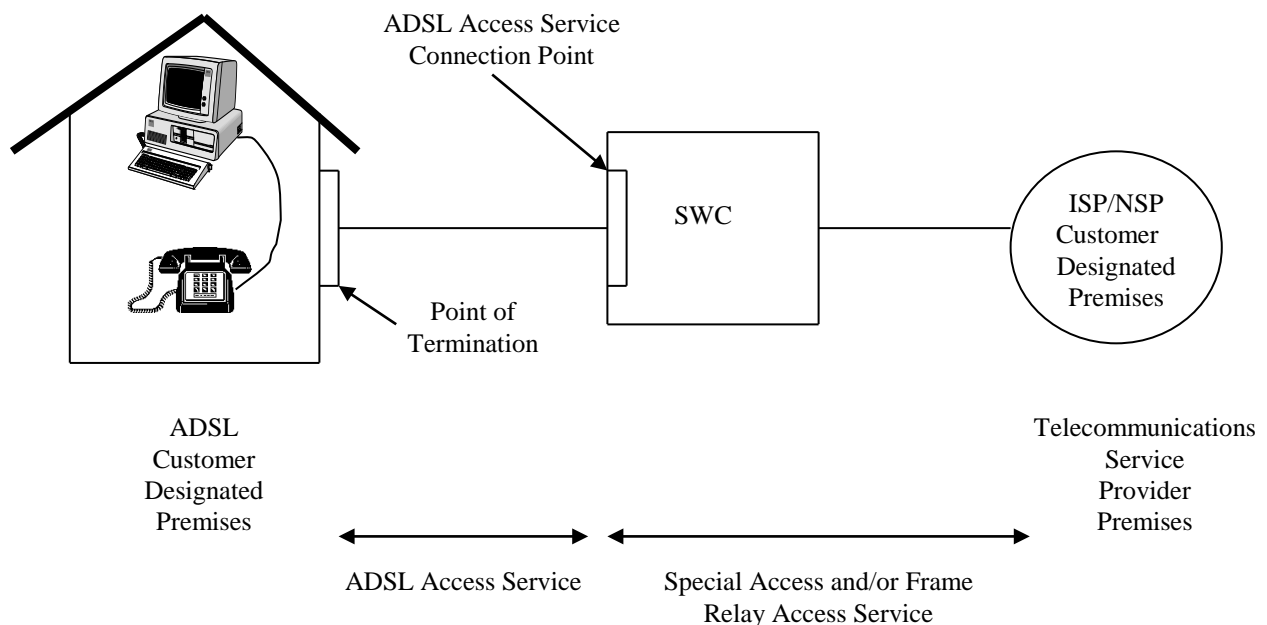 ADSL Access Service
Connection Point
SWC
ISP/NSP
Customer
Designated
Premises
Point of
Termination
ADSL
Customer
Designated
Premises
Telecommunications
Service
Provider
Premises
ADSL Access Service
Special Access and/or Frame
Relay Access Service